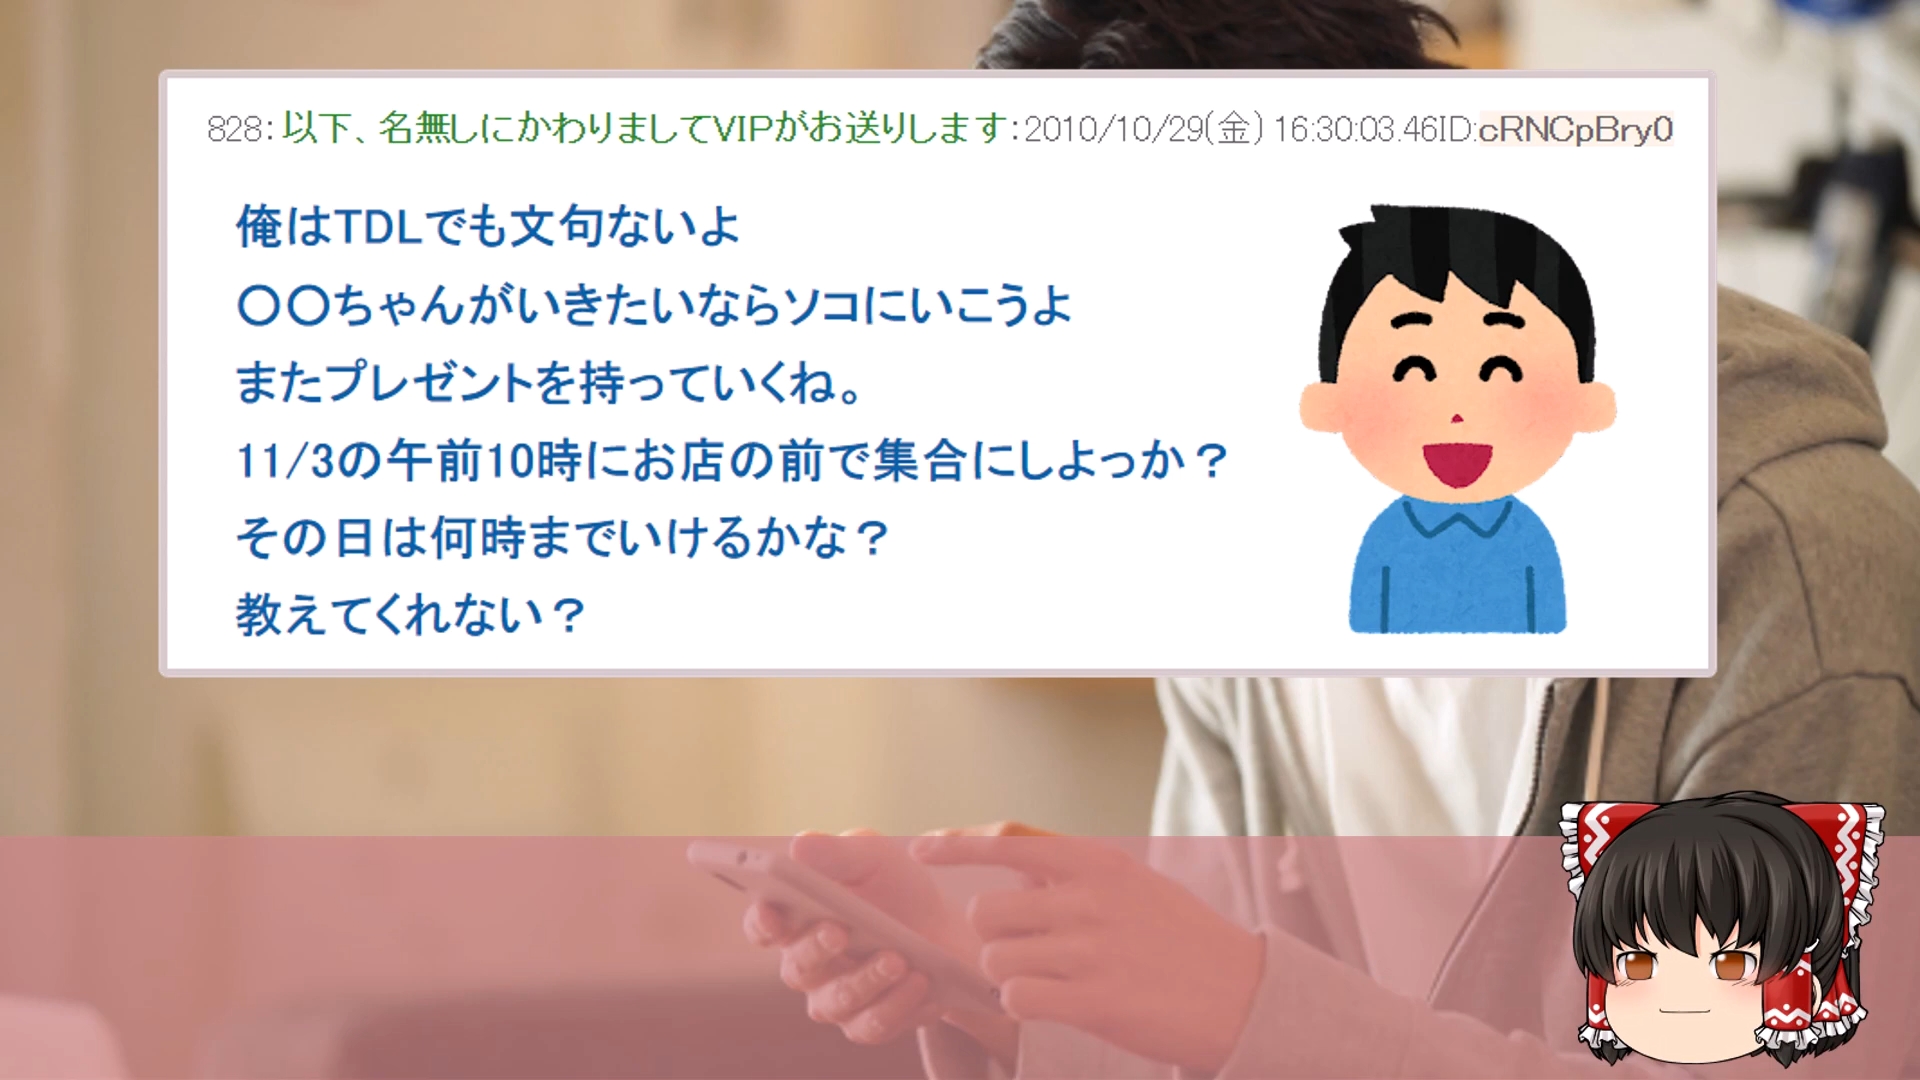 828：以下、名無しにかわりましてVIPがお送りします：2010/10/29(金) 16:30:03.46ID:cRNCpBry0
俺はTDLでも文句ないよ
〇〇ちゃんがいきたいならソコにいこうよ
またプレゼントを持っていくね。
11/3の午前10時にお店の前で集合にしよっか？
その日は何時までいけるかな？
教えてくれない？